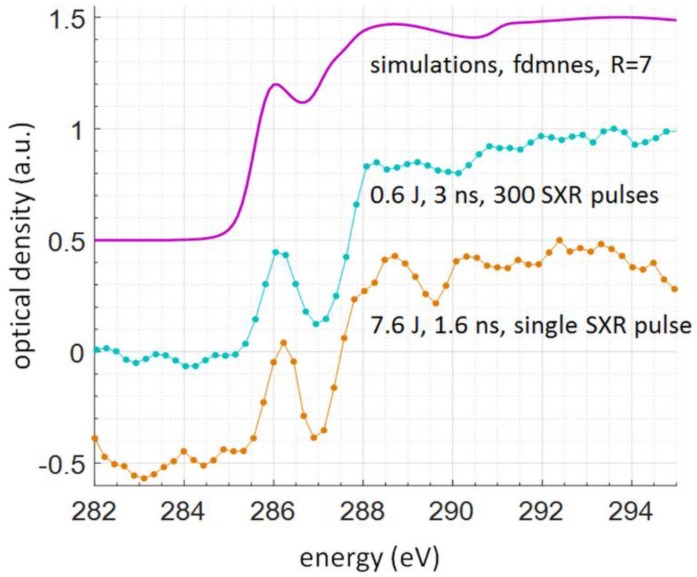 optical density (a.u.)
1.5
1
0.5
0
-0.5
simulations, fdmnes, R=7
0.6 J, 3 ns, 300 SXR pulses
7.6 J, 1.6 ns, single SXR pulse
282 284 286 288 290 292 294
energy (eV)